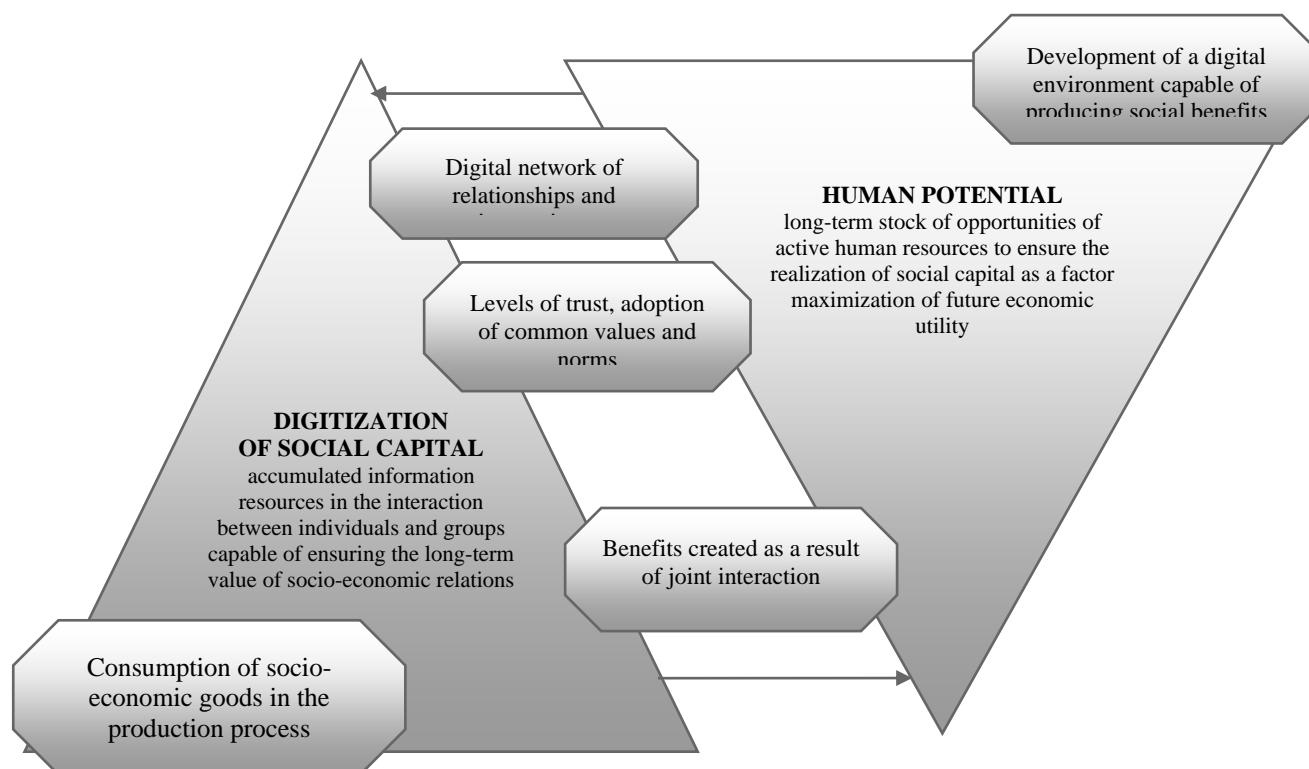 Development of a digital
environment capable of
producing social benefits
Digital network of
relationships and
HUMAN POTENTIAL
long-term stock of opportunities of
active human resources to ensure the
realization of social capital as a factor
maximization of future economic
utility
Levels of trust, adoption
of common values and
norms
DIGITIZATION
OF SOCIAL CAPITAL
accumulated information
resources in the interaction
between individuals and groups
capable of ensuring the long-term
value of socio-economic relations
Benefits created as a result
of joint interaction
Consumption of socio-
economic goods in the
production process